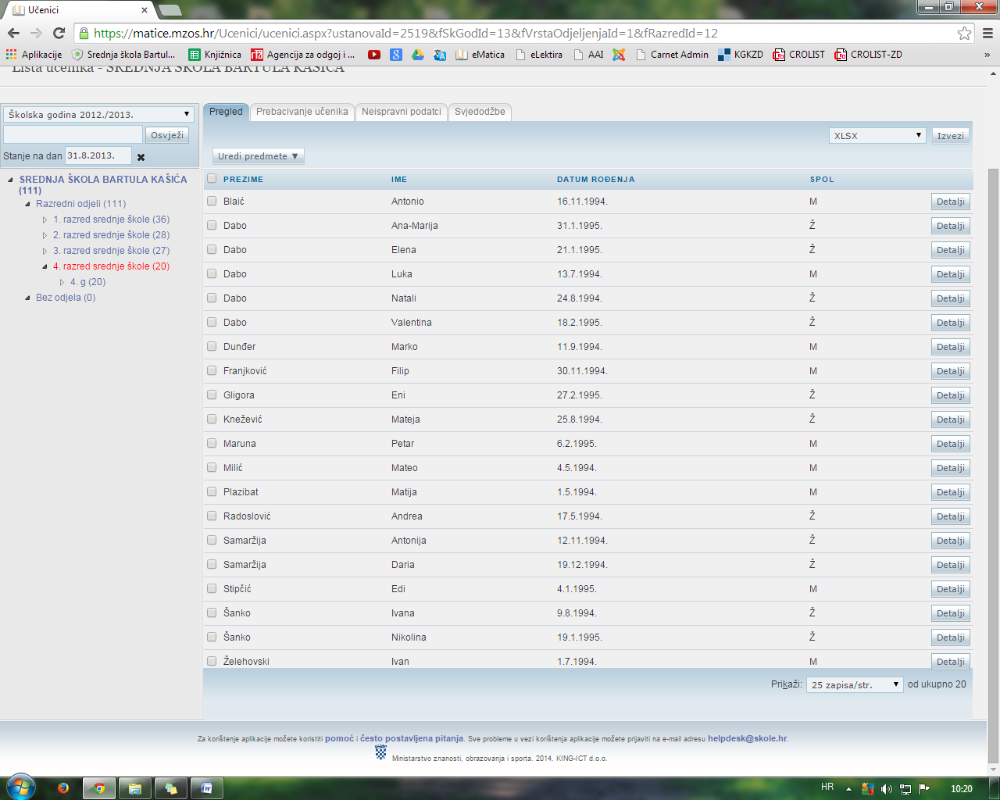 Učenici
https://matice.mzos.hr/Ucenici/ucenici.aspx?ustanovaId=2519&fSkGodId=13&fVrstaOdjeljenjaId=1&fRazredId=12
Aplikacije Srednja škola Bartul... Knjižnica Agencija za odgoj i ... eMatica eLektira AAI Carnet Admin KGKZD CROLIST CROLIST-ZD »
Lista učenika - SREDNJA ŠKOLA BARTULA KAŠIĆA
Školska godina 2012./2013.
Osvježi
Stanje na dan 31.8.2013.
SREDNJA ŠKOLA BARTULA KAŠIĆA
(111)
Razredni odjeli (111)
1. razred srednje škole (36)
2. razred srednje škole (28)
3. razred srednje škole (27)
4. razred srednje škole (20)
4. g (20)
Bez odjela (0)
Pregled Prebacivanje učenika Neispravni podatci Svjedodžbe
XLSX Izvezi
Uredi predmete ▼
PREZIME IME DATUM ROĐENJA SPOL
Blaić Antonio 16.11.1994. M Detalji
Dabo Ana-Marija 31.1.1995. Ž Detalji
Dabo Elena 21.1.1995. Ž Detalji
Dabo Luka 13.7.1994. M Detalji
Dabo Natali 24.8.1994. Ž Detalji
Dabo Valentina 18.2.1995. Ž Detalji
Dunđer Marko 11.9.1994. M Detalji
Franjković Filip 30.11.1994. M Detalji
Gligora Eni 27.2.1995. Ž Detalji
Knežević Mateja 25.8.1994. Ž Detalji
Maruna Petar 6.2.1995. M Detalji
Milić Mateo 4.5.1994. M Detalji
Plazibat Matija 1.5.1994. M Detalji
Radoslović Andrea 17.5.1994. Ž Detalji
Samaržija Antonija 12.11.1994. Ž Detalji
Samaržija Daria 19.12.1994. Ž Detalji
Stipčić Edi 4.1.1995. M Detalji
Šanko Ivana 9.8.1994. Ž Detalji
Šanko Nikolina 19.1.1995. Ž Detalji
Želehovski Ivan 1.7.1994. M Detalji
Prikaži: 25 zapisa/str. od ukupno 20
Za korištenje aplikacije možete koristiti pomoć i često postavljena pitanja. Sve probleme u vezi korištenja aplikacije možete prijaviti na e-mail adresu helpdesk@skole.hr.
Ministarstvo znanosti, obrazovanja i sporta. 2014. KING-ICT d.o.o.
HR 10:20